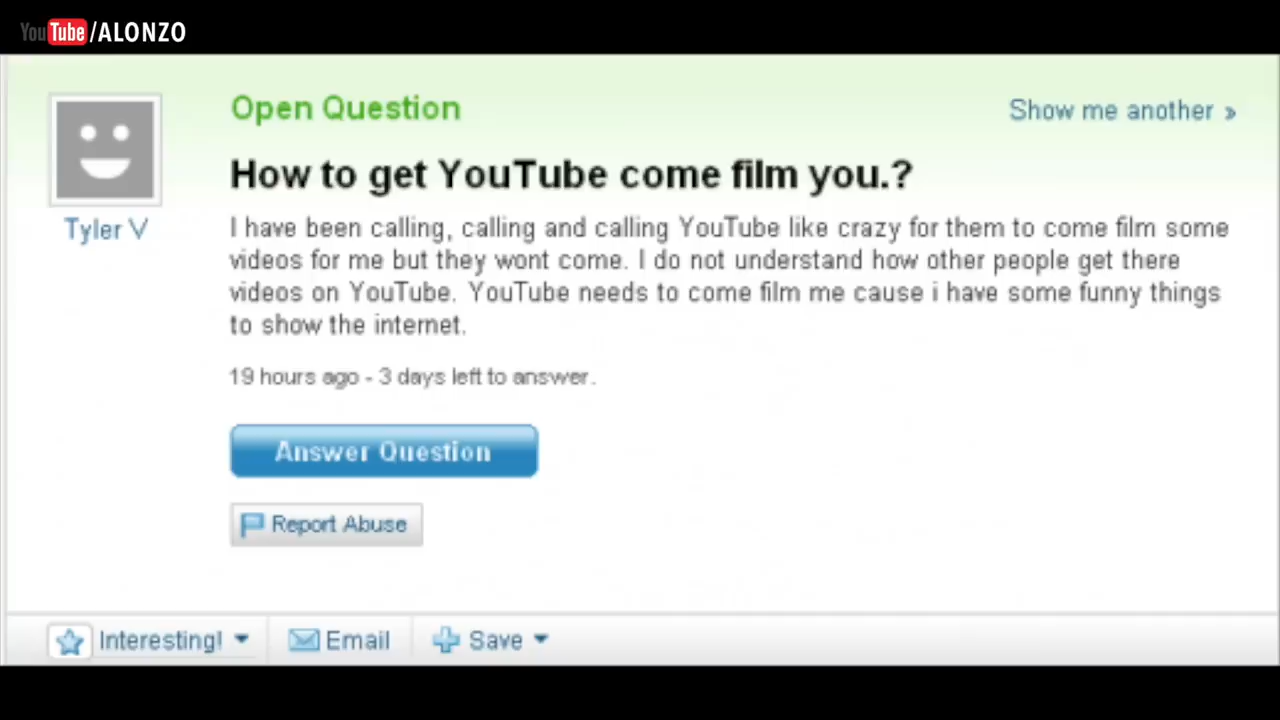 YouTube/ALONZO
Open Question
Show me another »
How to get YouTube come film you.?
Tyler V
I have been calling, calling and calling YouTube like crazy for them to come film some
videos for me but they wont come. I do not understand how other people get there
videos on YouTube. YouTube needs to come film me cause i have some funny things
to show the internet.
19 hours ago - 3 days left to answer.
Answer Question
Report Abuse
Interesting!
Email
Save